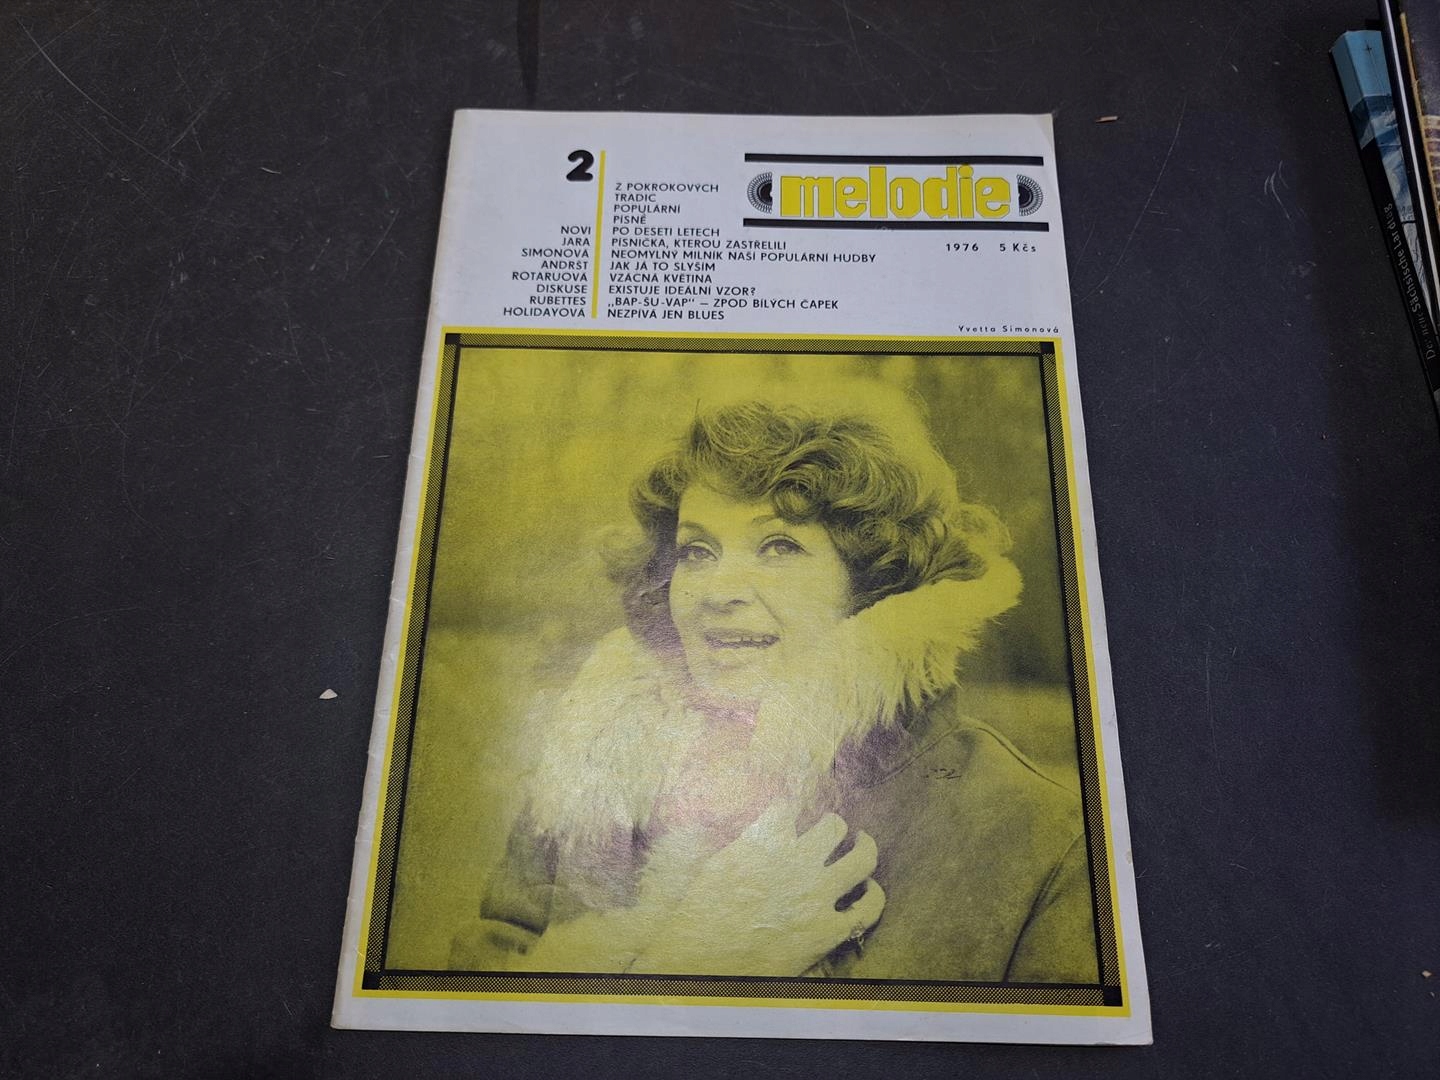 2
melodie
1976 5 Kčs
Z POKROKOVÝCH
TRADIC
POPULÁRNÍ
PÍSNĚ
NOVI PO DESETI LETECH
JARA PÍSNIČKA, KTEROU ZASTŘELILI
SIMONOVÁ NEOMYLNÝ MILNÍK NAŠÍ POPULÁRNÍ HUDBY
ANDRŠT JAK JÁ TO SLYŠÍM
ROTARUOVÁ VZÁCNÁ KVĚTINA
DISKUSE EXISTUJE IDEÁLNÍ VZOR?
RUBETTES „BAP-ŠU-VAP“ — ZPOD BÍLÝCH ČAPEK
HOLIDAYOVÁ NEZPÍVÁ JEN BLUES
Yvetta Simonová